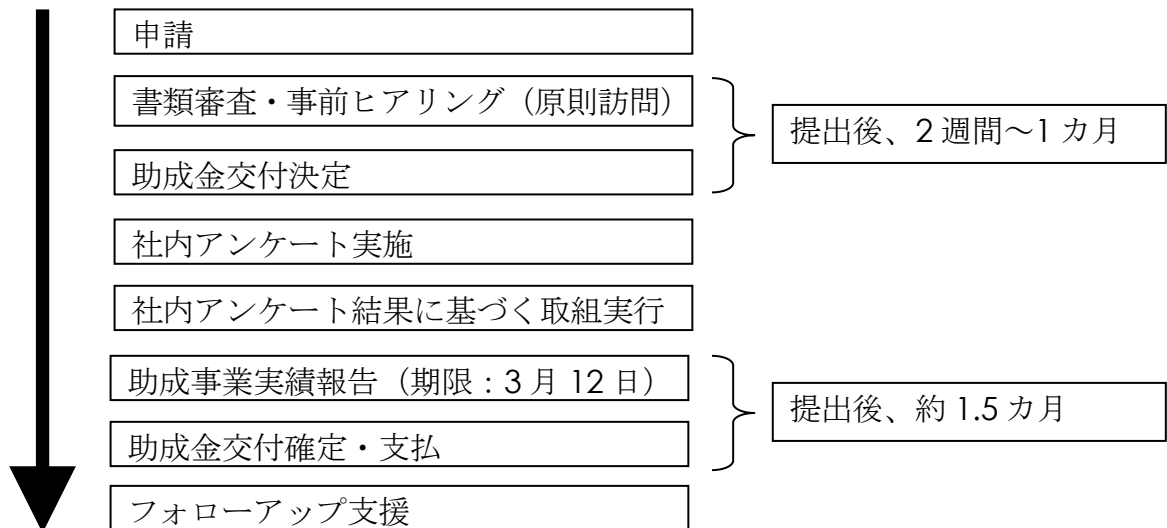 申請
書類審査・事前ヒアリング（原則訪問）
提出後、2週間～1カ月
助成金交付決定
社内アンケート実施
社内アンケート結果に基づく取組実行
助成事業実績報告（期限：3月12日）
提出後、約1.5カ月
助成金交付確定・支払
フォローアップ支援